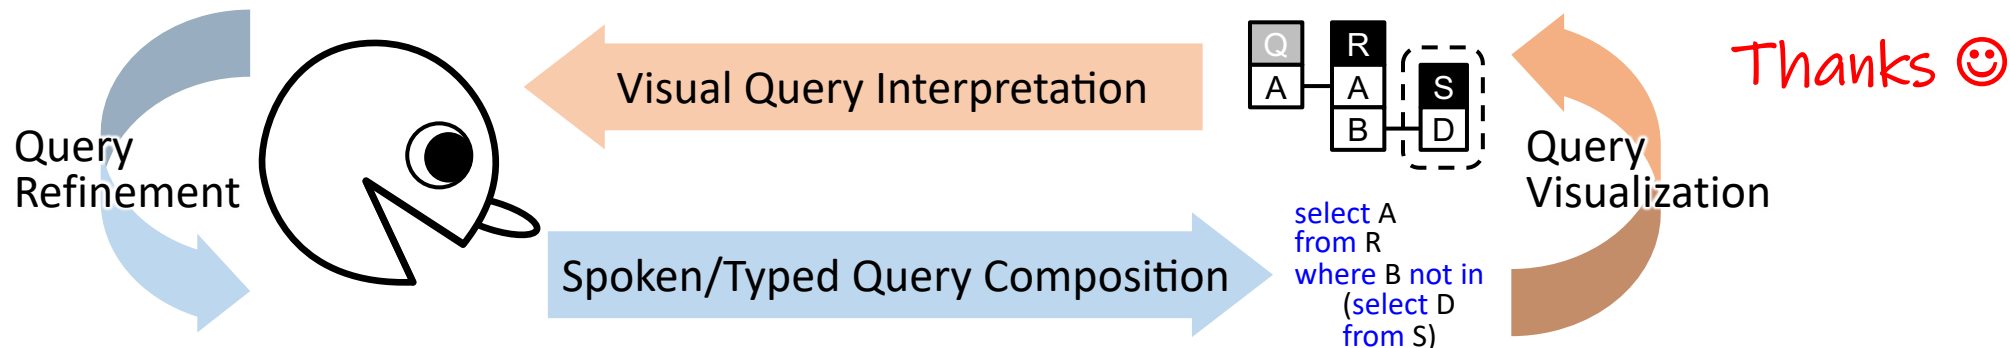 Query
Refinement
Visual Query Interpretation
Spoken/Typed Query Composition
Q
A
R
A
B
S
D
select A
from R
where B not in
(select D
from S)
Query
Visualization
Thanks ☺